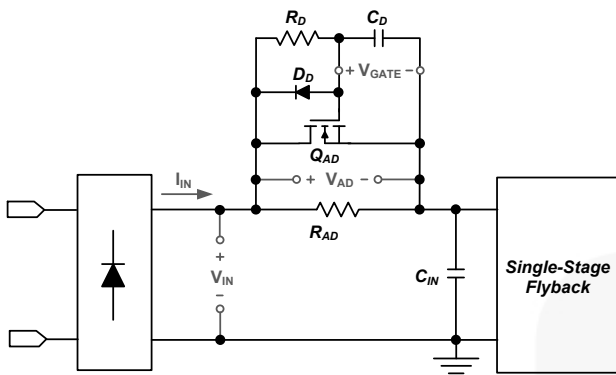 R_D
C_D
D_D
+ V_GATE –
Q_AD
I_IN
+ V_AD –
R_AD
+
V_IN
–
C_IN
Single-Stage
Flyback